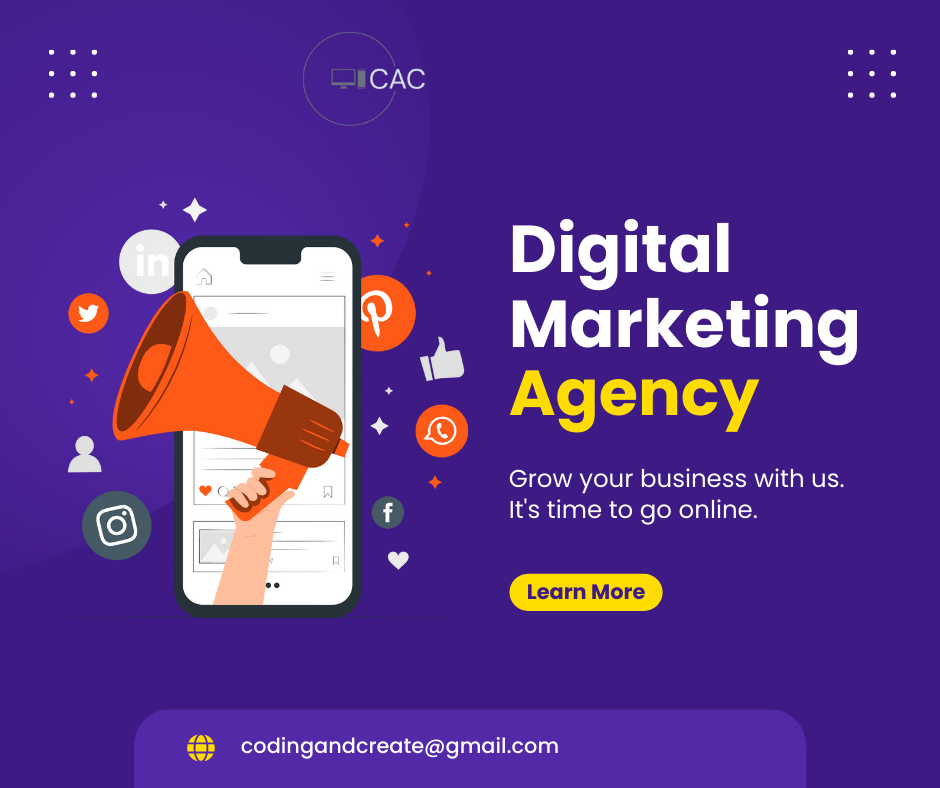 CAC
in
Digital
Marketing
Agency
Grow your business with us.
It's time to go online.
Learn More
codingandcreate@gmail.com